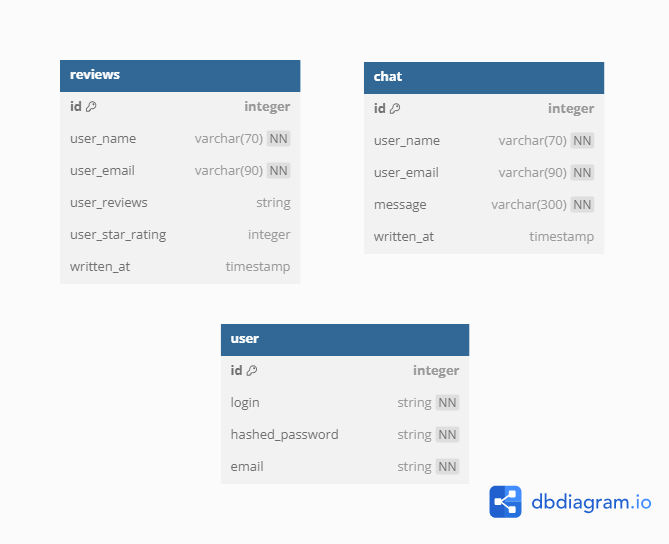 reviews
id integer
user_name varchar(70) NN
user_email varchar(90) NN
user_reviews string
user_star_rating integer
written_at timestamp
chat
id integer
user_name varchar(70) NN
user_email varchar(90) NN
message varchar(300) NN
written_at timestamp
user
id integer
login string NN
hashed_password string NN
email string NN
dbdiagram.io